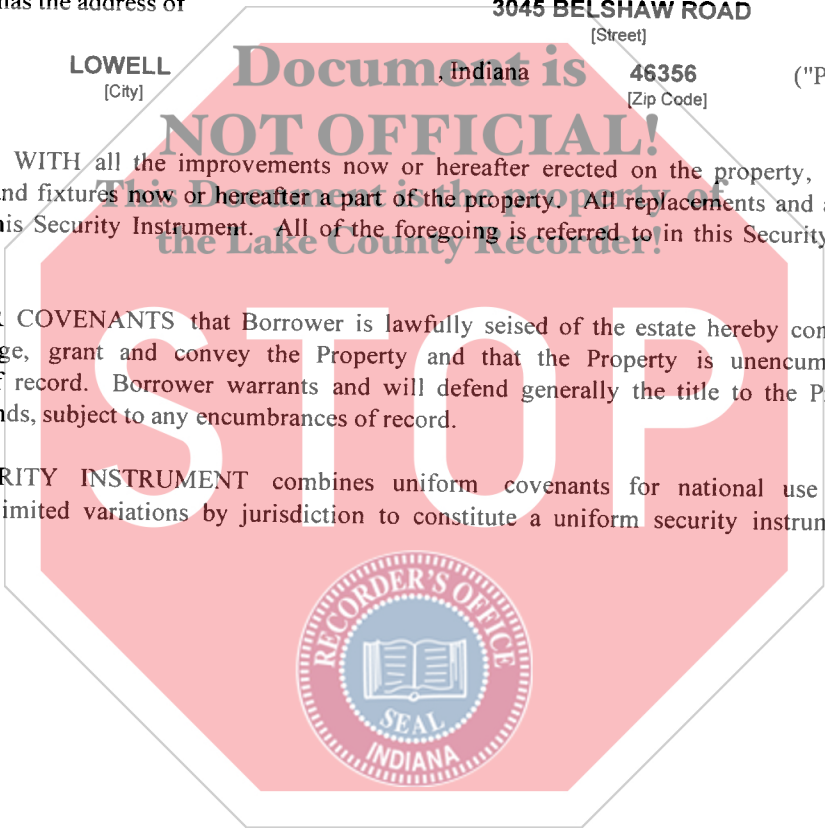 has the address of 3045 BELSHAW ROAD
[Street]
LOWELL , Indiana 46356 ("P
[City] [Zip Code]
Document is
NOT OFFICIAL!
This Document is the property of
the Lake County Recorder!
WITH all the improvements now or hereafter erected on the property,
nd fixtures now or hereafter a part of the property. All replacements and a
his Security Instrument. All of the foregoing is referred to in this Security
R COVENANTS that Borrower is lawfully seised of the estate hereby con
ge, grant and convey the Property and that the Property is unencum
f record. Borrower warrants and will defend generally the title to the P
nds, subject to any encumbrances of record.
RITY INSTRUMENT combines uniform covenants for national use
imited variations by jurisdiction to constitute a uniform security instrum
STOP
RECORDER'S OFFICE
SEAL
INDIANA